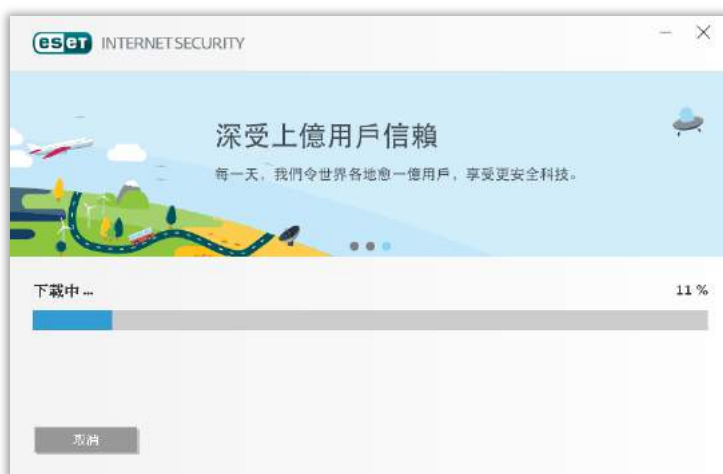 eset INTERNET SECURITY
深受上億用戶信賴
每一天，我們令世界各地愈一億用戶，享受更安全科技。
下載中...
11 %
取消